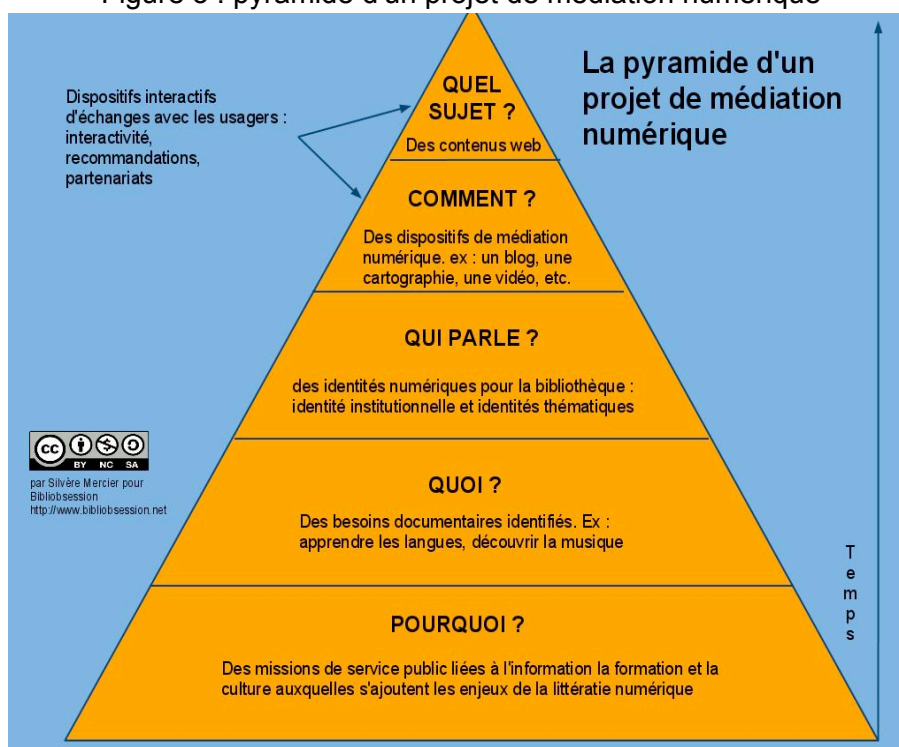 Figure 3 : pyramide d'un projet de médiation numérique
La pyramide d'un
projet de médiation
numérique
Dispositifs interactifs
d'échanges avec les usagers :
interactivité,
recommandations,
partenariats
QUEL
SUJET ?
Des contenus web
COMMENT ?
Des dispositifs de médiation
numérique. ex : un blog, une
cartographie, une vidéo, etc.
QUI PARLE ?
des identités numériques pour la bibliothèque :
identité institutionnelle et identités thématiques
cc
BY NC SA
par Silvère Mercier pour
Bibliobsession
http://www.bibliobsession.net
QUOI ?
Des besoins documentaires identifiés. Ex :
apprendre les langues, découvrir la musique
Temps
POURQUOI ?
Des missions de service public liées à l'information la formation et la
culture auxquelles s'ajoutent les enjeux de la littératie numérique